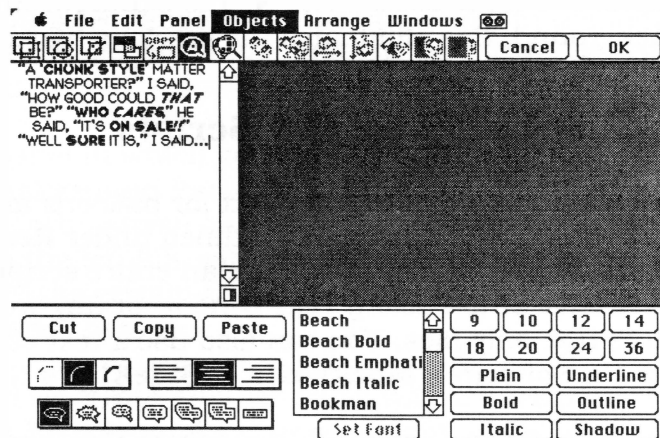 File Edit Panel Objects Arrange Windows
COPY
A
Cancel OK
“A ‘CHUNK STYLE’ MATTER
TRANSPORTER?” I SAID,
“HOW GOOD COULD THAT
BE?” “WHO CARES,” HE
SAID, “IT’S ON SALE!!”
“WELL SURE IT IS,” I SAID...
Cut Copy Paste
Beach
Beach Bold
Beach Emphati
Beach Italic
Bookman
Set Font
9 10 12 14
18 20 24 36
Plain Underline
Bold Outline
Italic Shadow